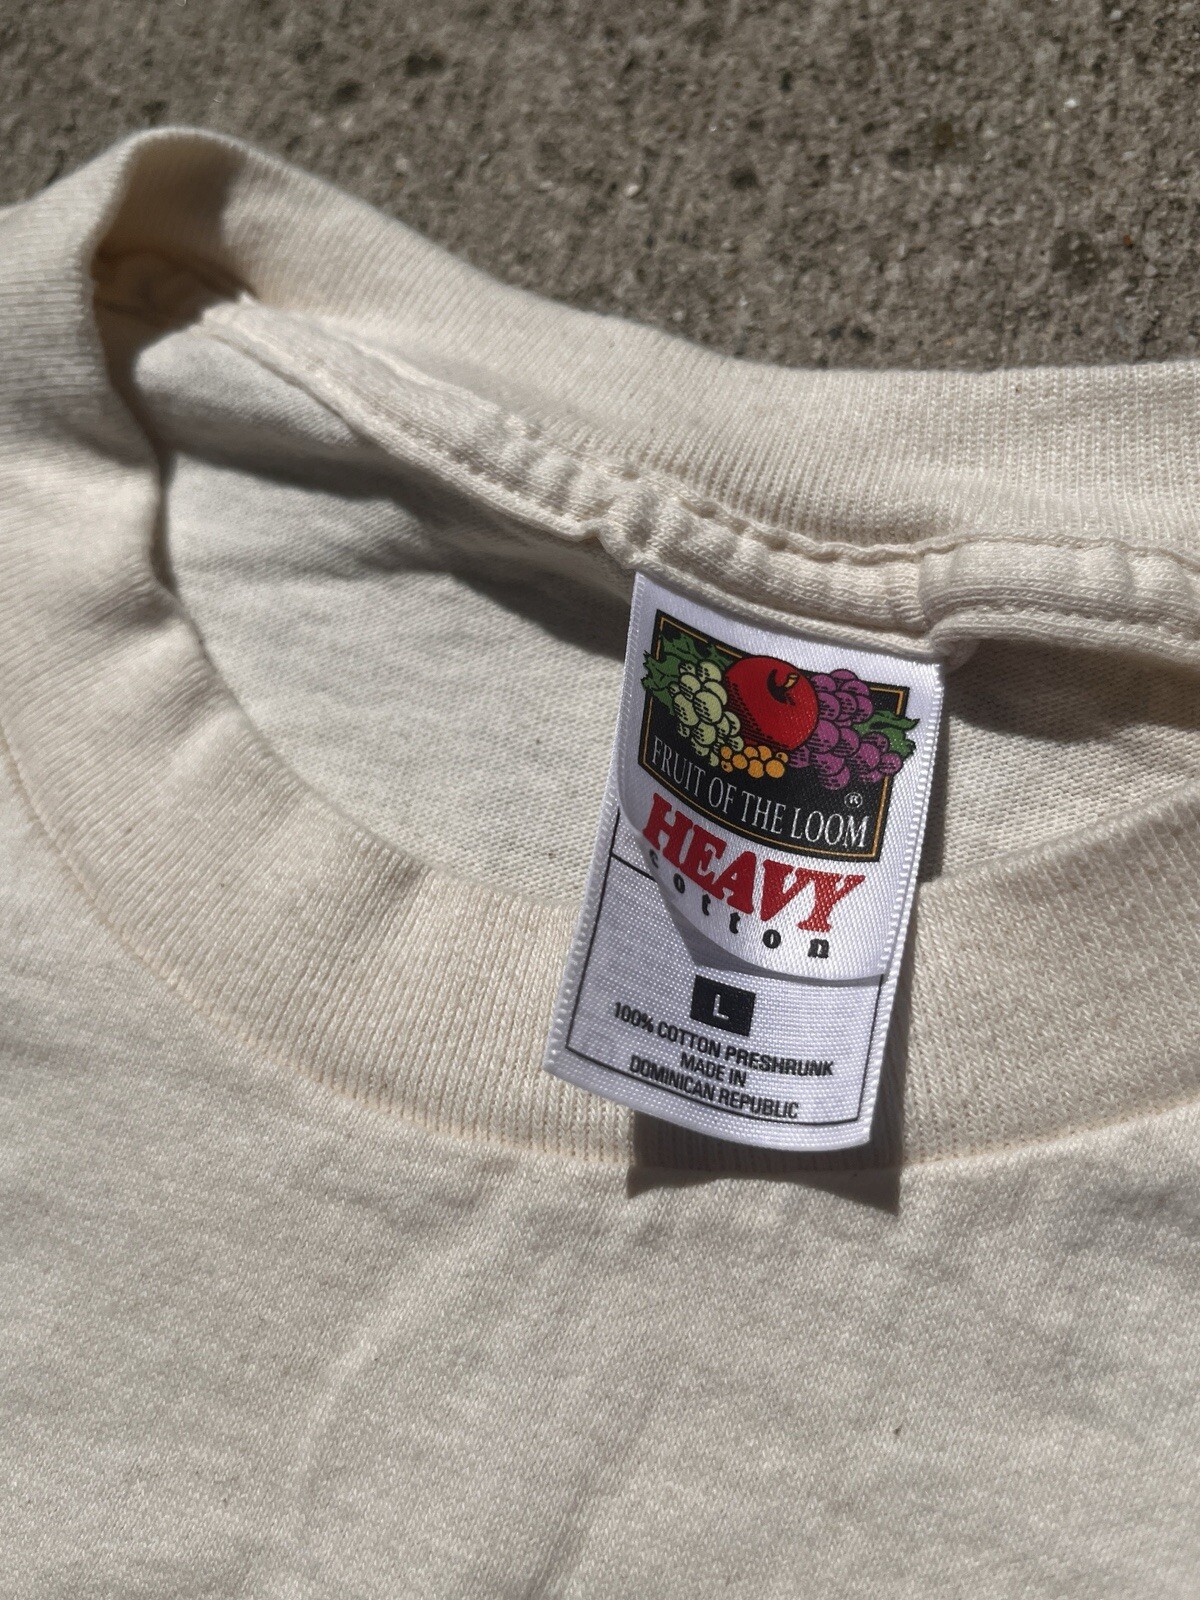 FRUIT OF THE LOOM
®
HEAVY
cotton
L
100% COTTON PRESHRUNK
MADE IN
DOMINICAN REPUBLIC